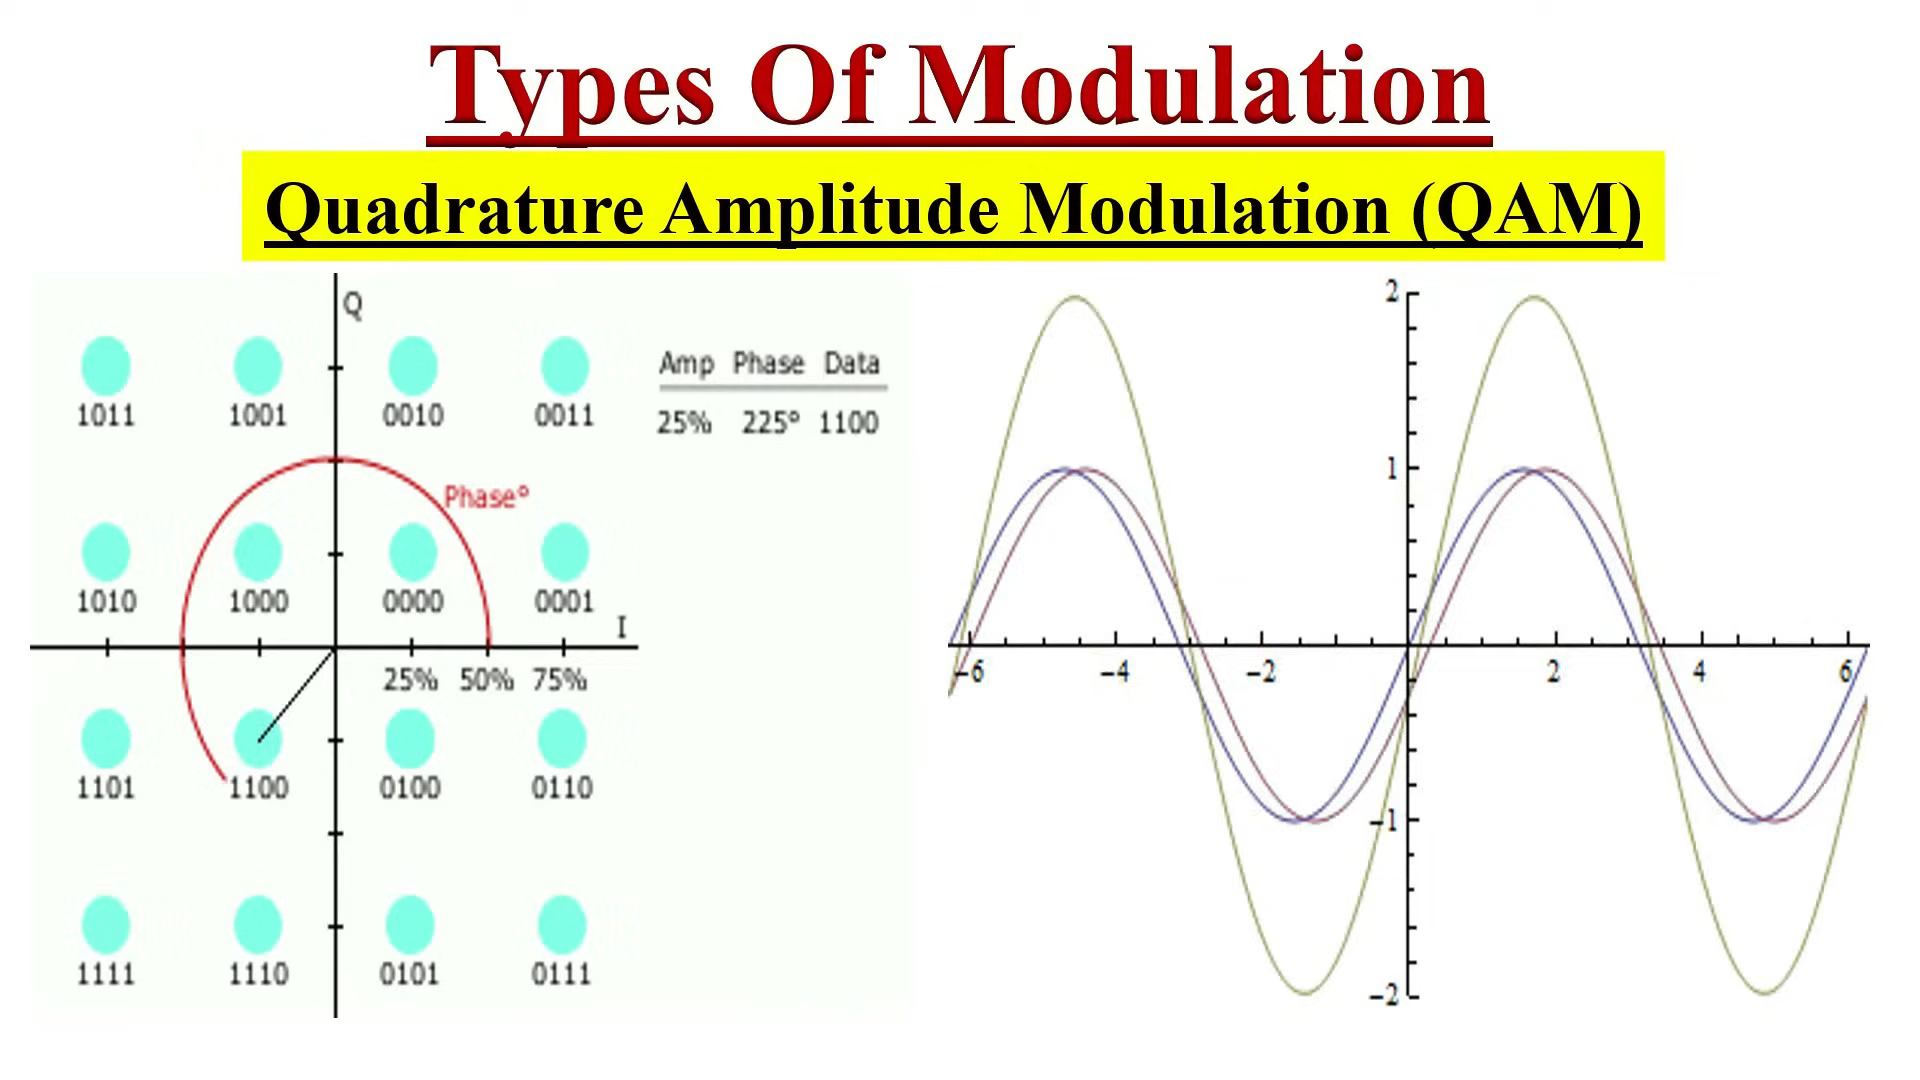 Types Of Modulation
Quadrature Amplitude Modulation (QAM)
Q
1011 1001 0010 0011
Amp Phase Data
25% 225° 1100
Phase°
1010 1000 0000 0001
I
25% 50% 75%
1101 1100 0100 0110
1111 1110 0101 0111
2
1
−6 −4 −2 2 4 6
−1
−2